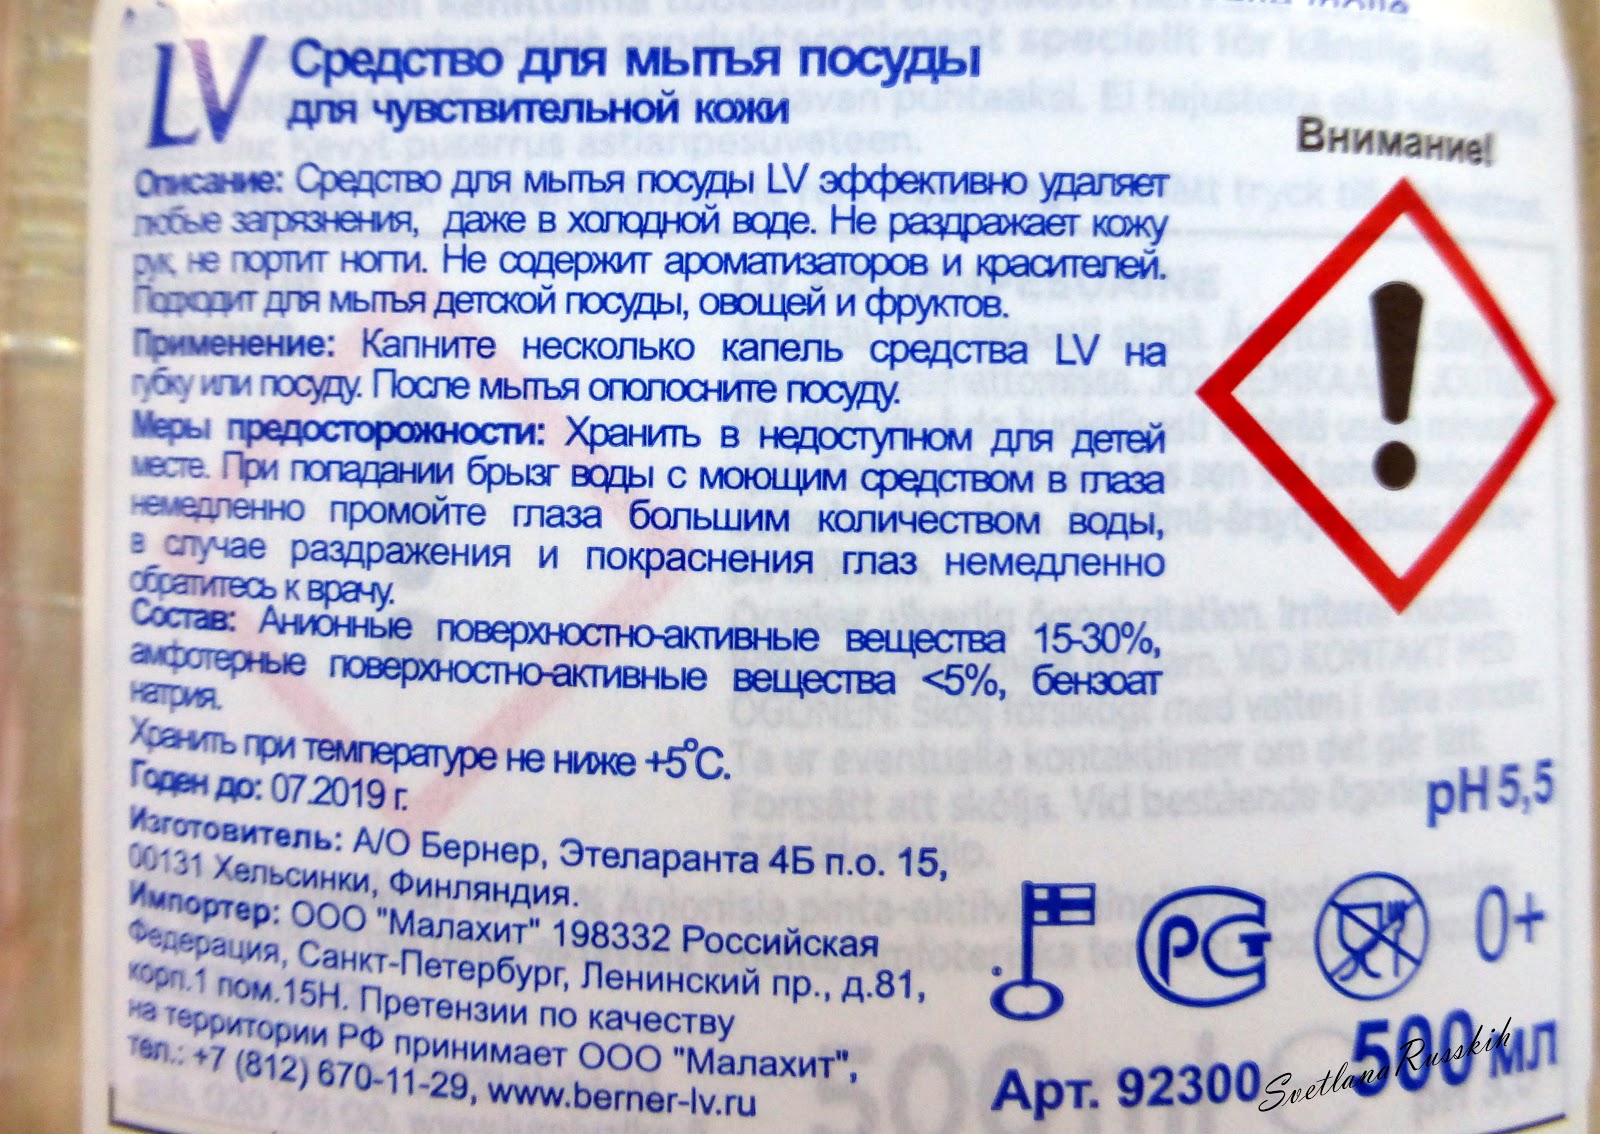 LV Средство для мытья посуды
для чувствительной кожи
Внимание!
Описание: Средство для мытья посуды LV эффективно удаляет
любые загрязнения, даже в холодной воде. Не раздражает кожу
рук, не портит ногти. Не содержит ароматизаторов и красителей.
Подходит для мытья детской посуды, овощей и фруктов.
Применение: Капните несколько капель средства LV на
губку или посуду. После мытья ополосните посуду.
Меры предосторожности: Хранить в недоступном для детей
месте. При попадании брызг воды с моющим средством в глаза
немедленно промойте глаза большим количеством воды,
в случае раздражения и покраснения глаз немедленно
обратитесь к врачу.
Состав: Анионные поверхностно-активные вещества 15-30%,
амфотерные поверхностно-активные вещества <5%, бензоат
натрия.
Хранить при температуре не ниже +5°С.
Годен до: 07.2019 г.
Изготовитель: А/О Бернер, Этеларанта 4Б п.о. 15,
00131 Хельсинки, Финляндия.
Импортер: ООО "Малахит" 198332 Российская
Федерация, Санкт-Петербург, Ленинский пр., д.81,
корп.1 пом.15Н. Претензии по качеству
на территории РФ принимает ООО "Малахит",
тел.: +7 (812) 670-11-29, www.berner-lv.ru
pH 5,5
РСТ
0+
Арт. 92300
500 мл
Svetlana Russkih